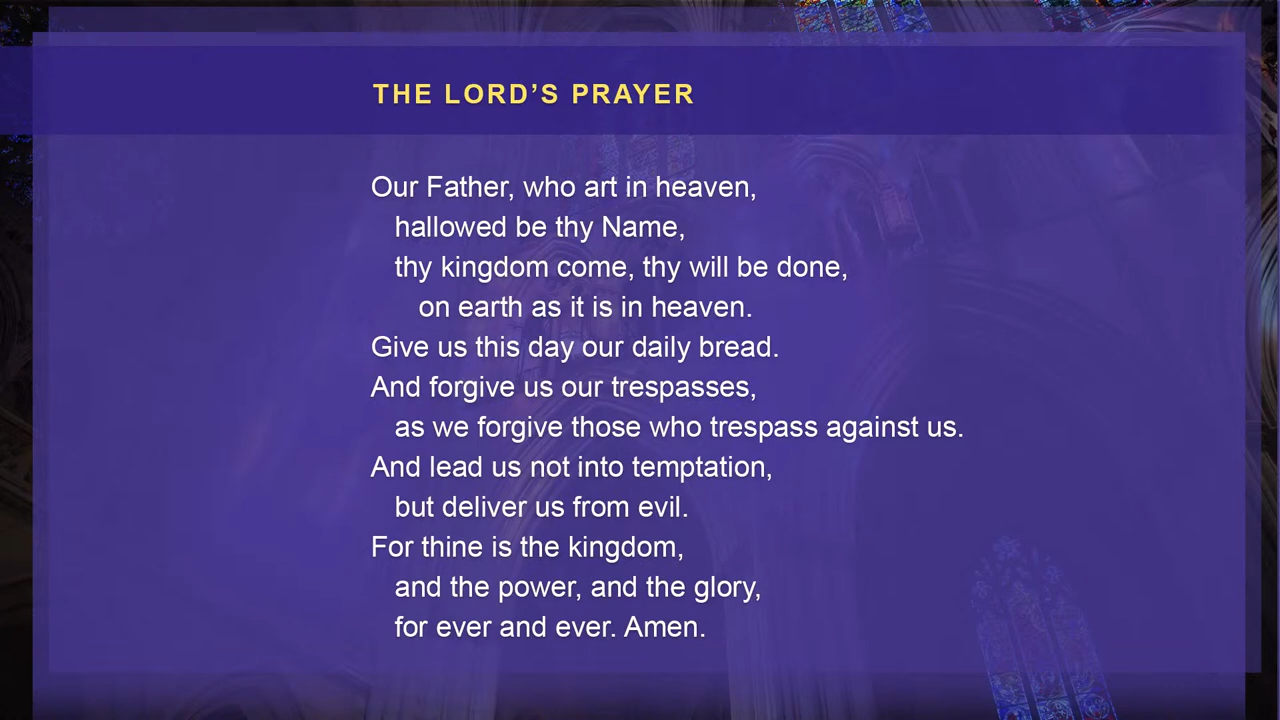 THE LORD’S PRAYER
Our Father, who art in heaven,
hallowed be thy Name,
thy kingdom come, thy will be done,
on earth as it is in heaven.
Give us this day our daily bread.
And forgive us our trespasses,
as we forgive those who trespass against us.
And lead us not into temptation,
but deliver us from evil.
For thine is the kingdom,
and the power, and the glory,
for ever and ever. Amen.